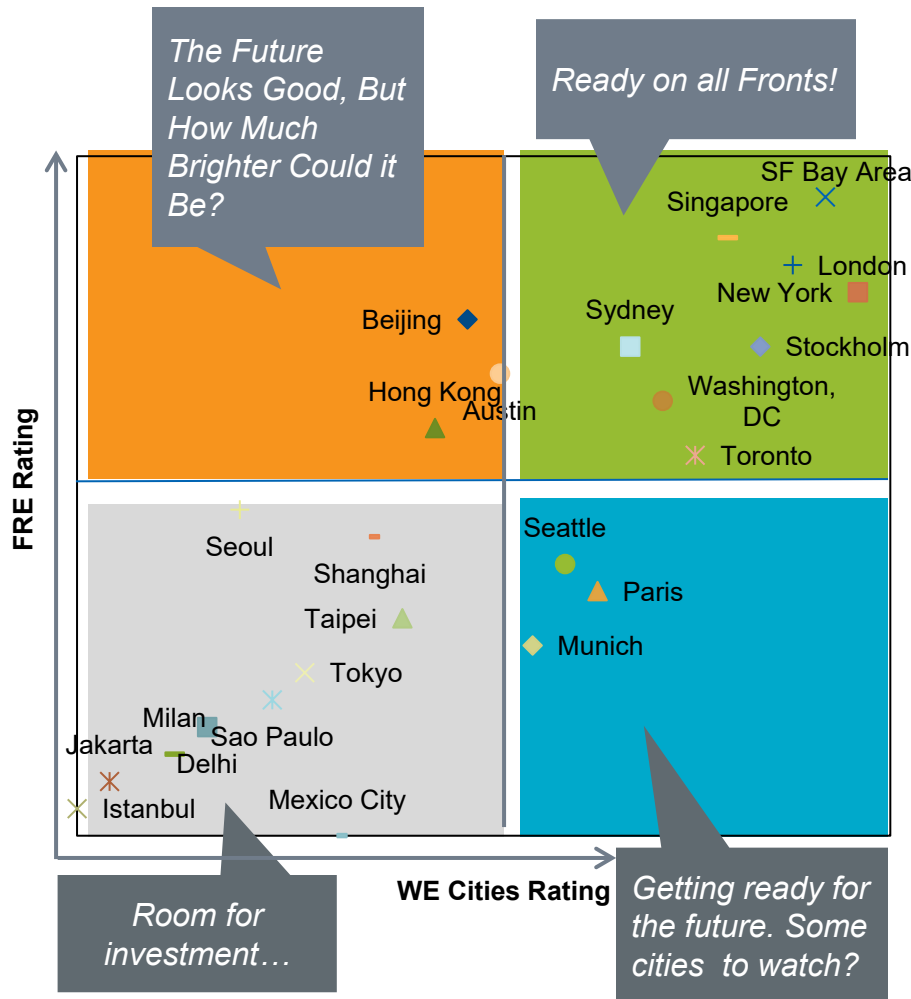 The Future
Looks Good, But
How Much
Brighter Could it
Be?
Ready on all Fronts!
SF Bay Area
Singapore
London
New York
Sydney
Beijing
Stockholm
Hong Kong
Austin
Washington,
DC
Toronto
FRE Rating
Seoul
Shanghai
Seattle
Taipei
Paris
Munich
Tokyo
Milan
Sao Paulo
Jakarta
Delhi
Istanbul
Mexico City
WE Cities Rating
Room for
investment…
Getting ready for
the future. Some
cities  to watch?